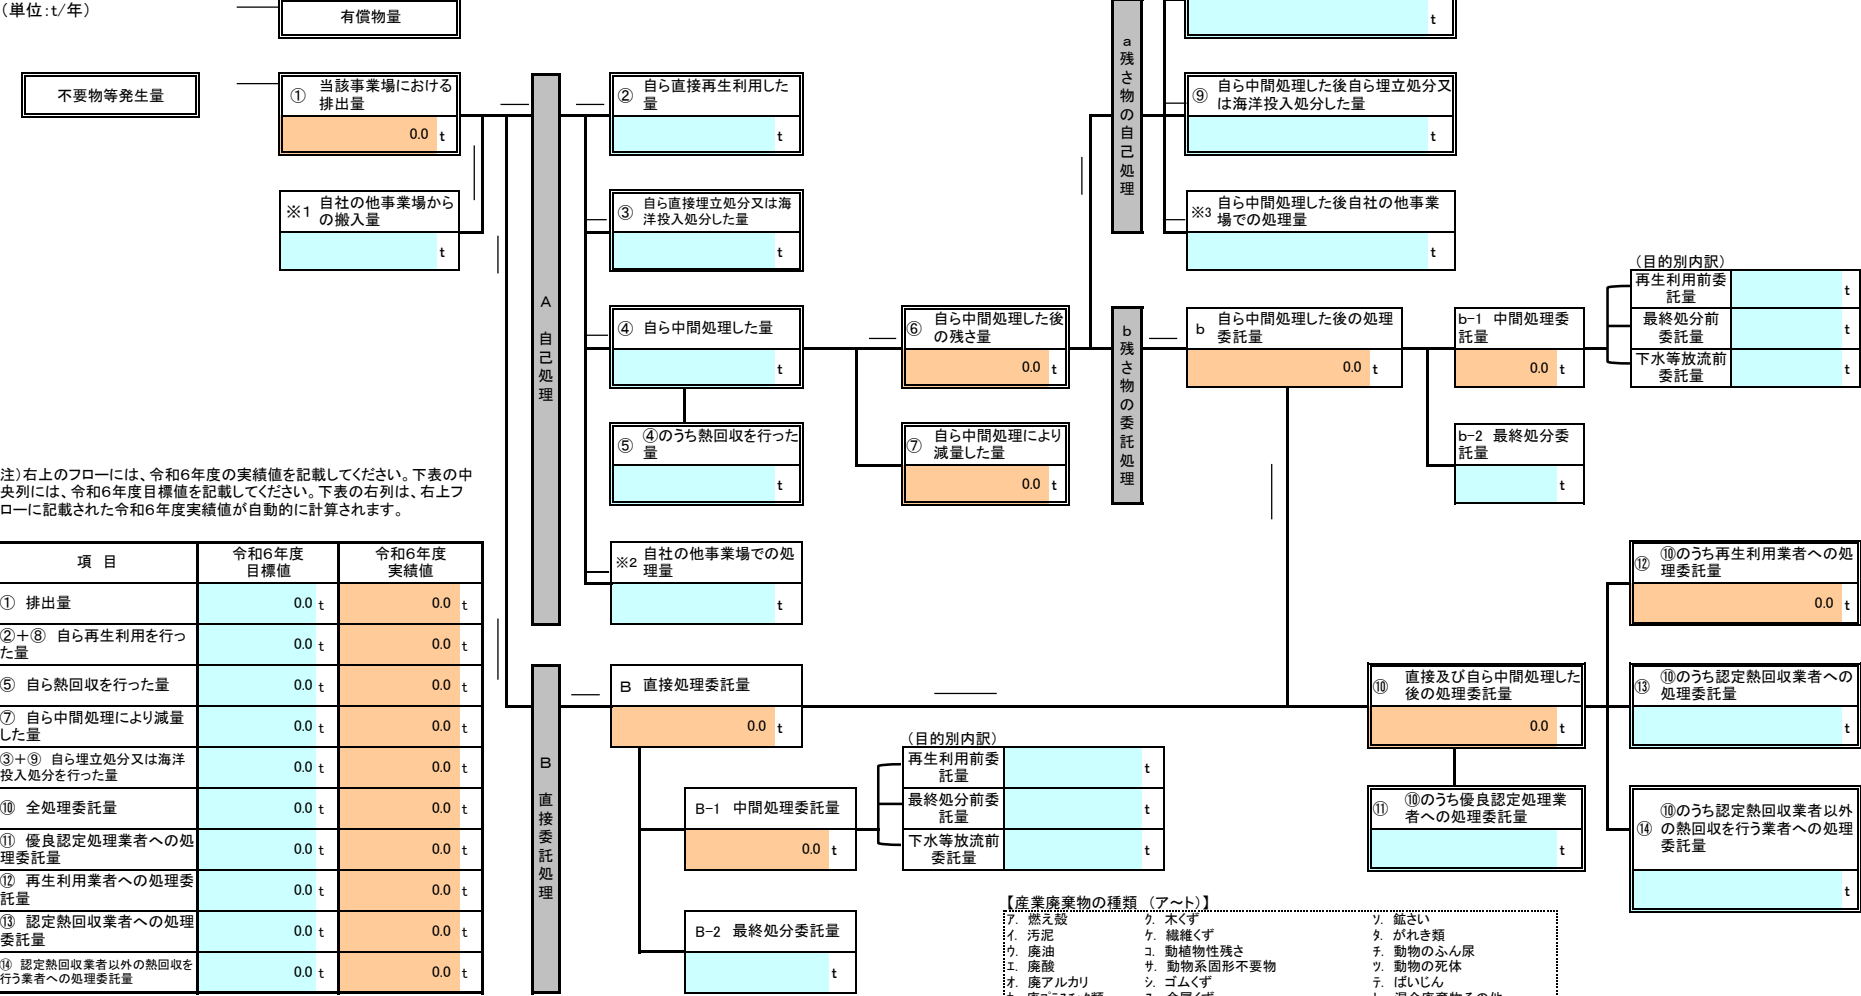 (単位:t/年)
有償物量
t
不要物等発生量
① 当該事業場における
排出量
0.0 t
※1 自社の他事業場から
の搬入量
t
A 自己処理
② 自ら直接再生利用した
量
t
③ 自ら直接埋立処分又は海
洋投入処分した量
t
④ 自ら中間処理した量
t
⑤ ④のうち熱回収を行った
量
t
※2 自社の他事業場での処
理量
t
⑥ 自ら中間処理した後
の残さ量
0.0 t
⑦ 自ら中間処理により
減量した量
0.0 t
a 残さ物の自己処理
⑨ 自ら中間処理した後自ら埋立処分又
は海洋投入処分した量
t
※3 自ら中間処理した後自社の他事業
場での処理量
t
b 残さ物の委託処理
b 自ら中間処理した後の処理
委託量
0.0 t
b-1 中間処理委
託量
0.0 t
b-2 最終処分委
託量
t
(目的別内訳)
再生利用前委
託量
t
最終処分前
委託量
t
下水等放流前
委託量
t
注)右上のフローには、令和6年度の実績値を記載してください。下表の中
央列には、令和6年度目標値を記載してください。下表の右列は、右上フ
ローに記載された令和6年度実績値が自動的に計算されます。
項 目
令和6年度
目標値
令和6年度
実績値
① 排出量 0.0 t 0.0 t
②+⑧ 自ら再生利用を行っ
た量 0.0 t 0.0 t
⑤ 自ら熱回収を行った量 0.0 t 0.0 t
⑦ 自ら中間処理により減量
した量 0.0 t 0.0 t
③+⑨ 自ら埋立処分又は海洋
投入処分を行った量 0.0 t 0.0 t
⑩ 全処理委託量 0.0 t 0.0 t
⑪ 優良認定処理業者への処
理委託量 0.0 t 0.0 t
⑫ 再生利用業者への処理委
託量 0.0 t 0.0 t
⑬ 認定熱回収業者への処理
委託量 0.0 t 0.0 t
⑭ 認定熱回収業者以外の熱回収を
行う業者への処理委託量 0.0 t 0.0 t
B 直接委託処理
B 直接処理委託量
0.0 t
B-1 中間処理委託量
0.0 t
B-2 最終処分委託量
t
(目的別内訳)
再生利用前委
託量
t
最終処分前委
託量
t
下水等放流前
委託量
t
⑩ 直接及び自ら中間処理した
後の処理委託量
0.0 t
⑪ ⑩のうち優良認定処理業
者への処理委託量
t
⑫ ⑩のうち再生利用業者への処
理委託量
0.0 t
⑬ ⑩のうち認定熱回収業者への
処理委託量
t
⑭ ⑩のうち認定熱回収業者以外
の熱回収を行う業者への処理
委託量
t
【産業廃棄物の種類 (ア~ト)】
ア. 燃え殻 ク. 木くず ソ. 鉱さい
イ. 汚泥 ケ. 繊維くず タ. がれき類
ウ. 廃油 コ. 動植物性残さ チ. 動物のふん尿
エ. 廃酸 サ. 動物系固形不要物 ツ. 動物の死体
オ. 廃アルカリ シ. ゴムくず テ. ばいじん
カ. 廃プラスチック類 ス. 金属くず ト. 混合廃棄物その他